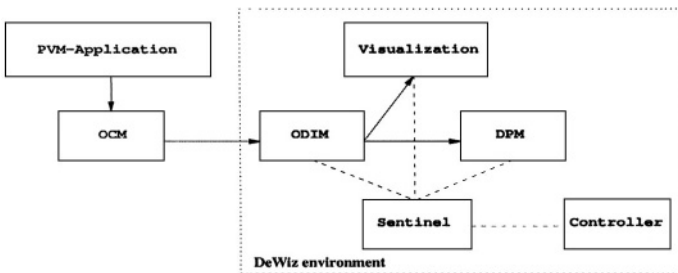 PVM-Application
Visualization
OCM
ODIM
DPM
Sentinel
Controller
DeWiz environment